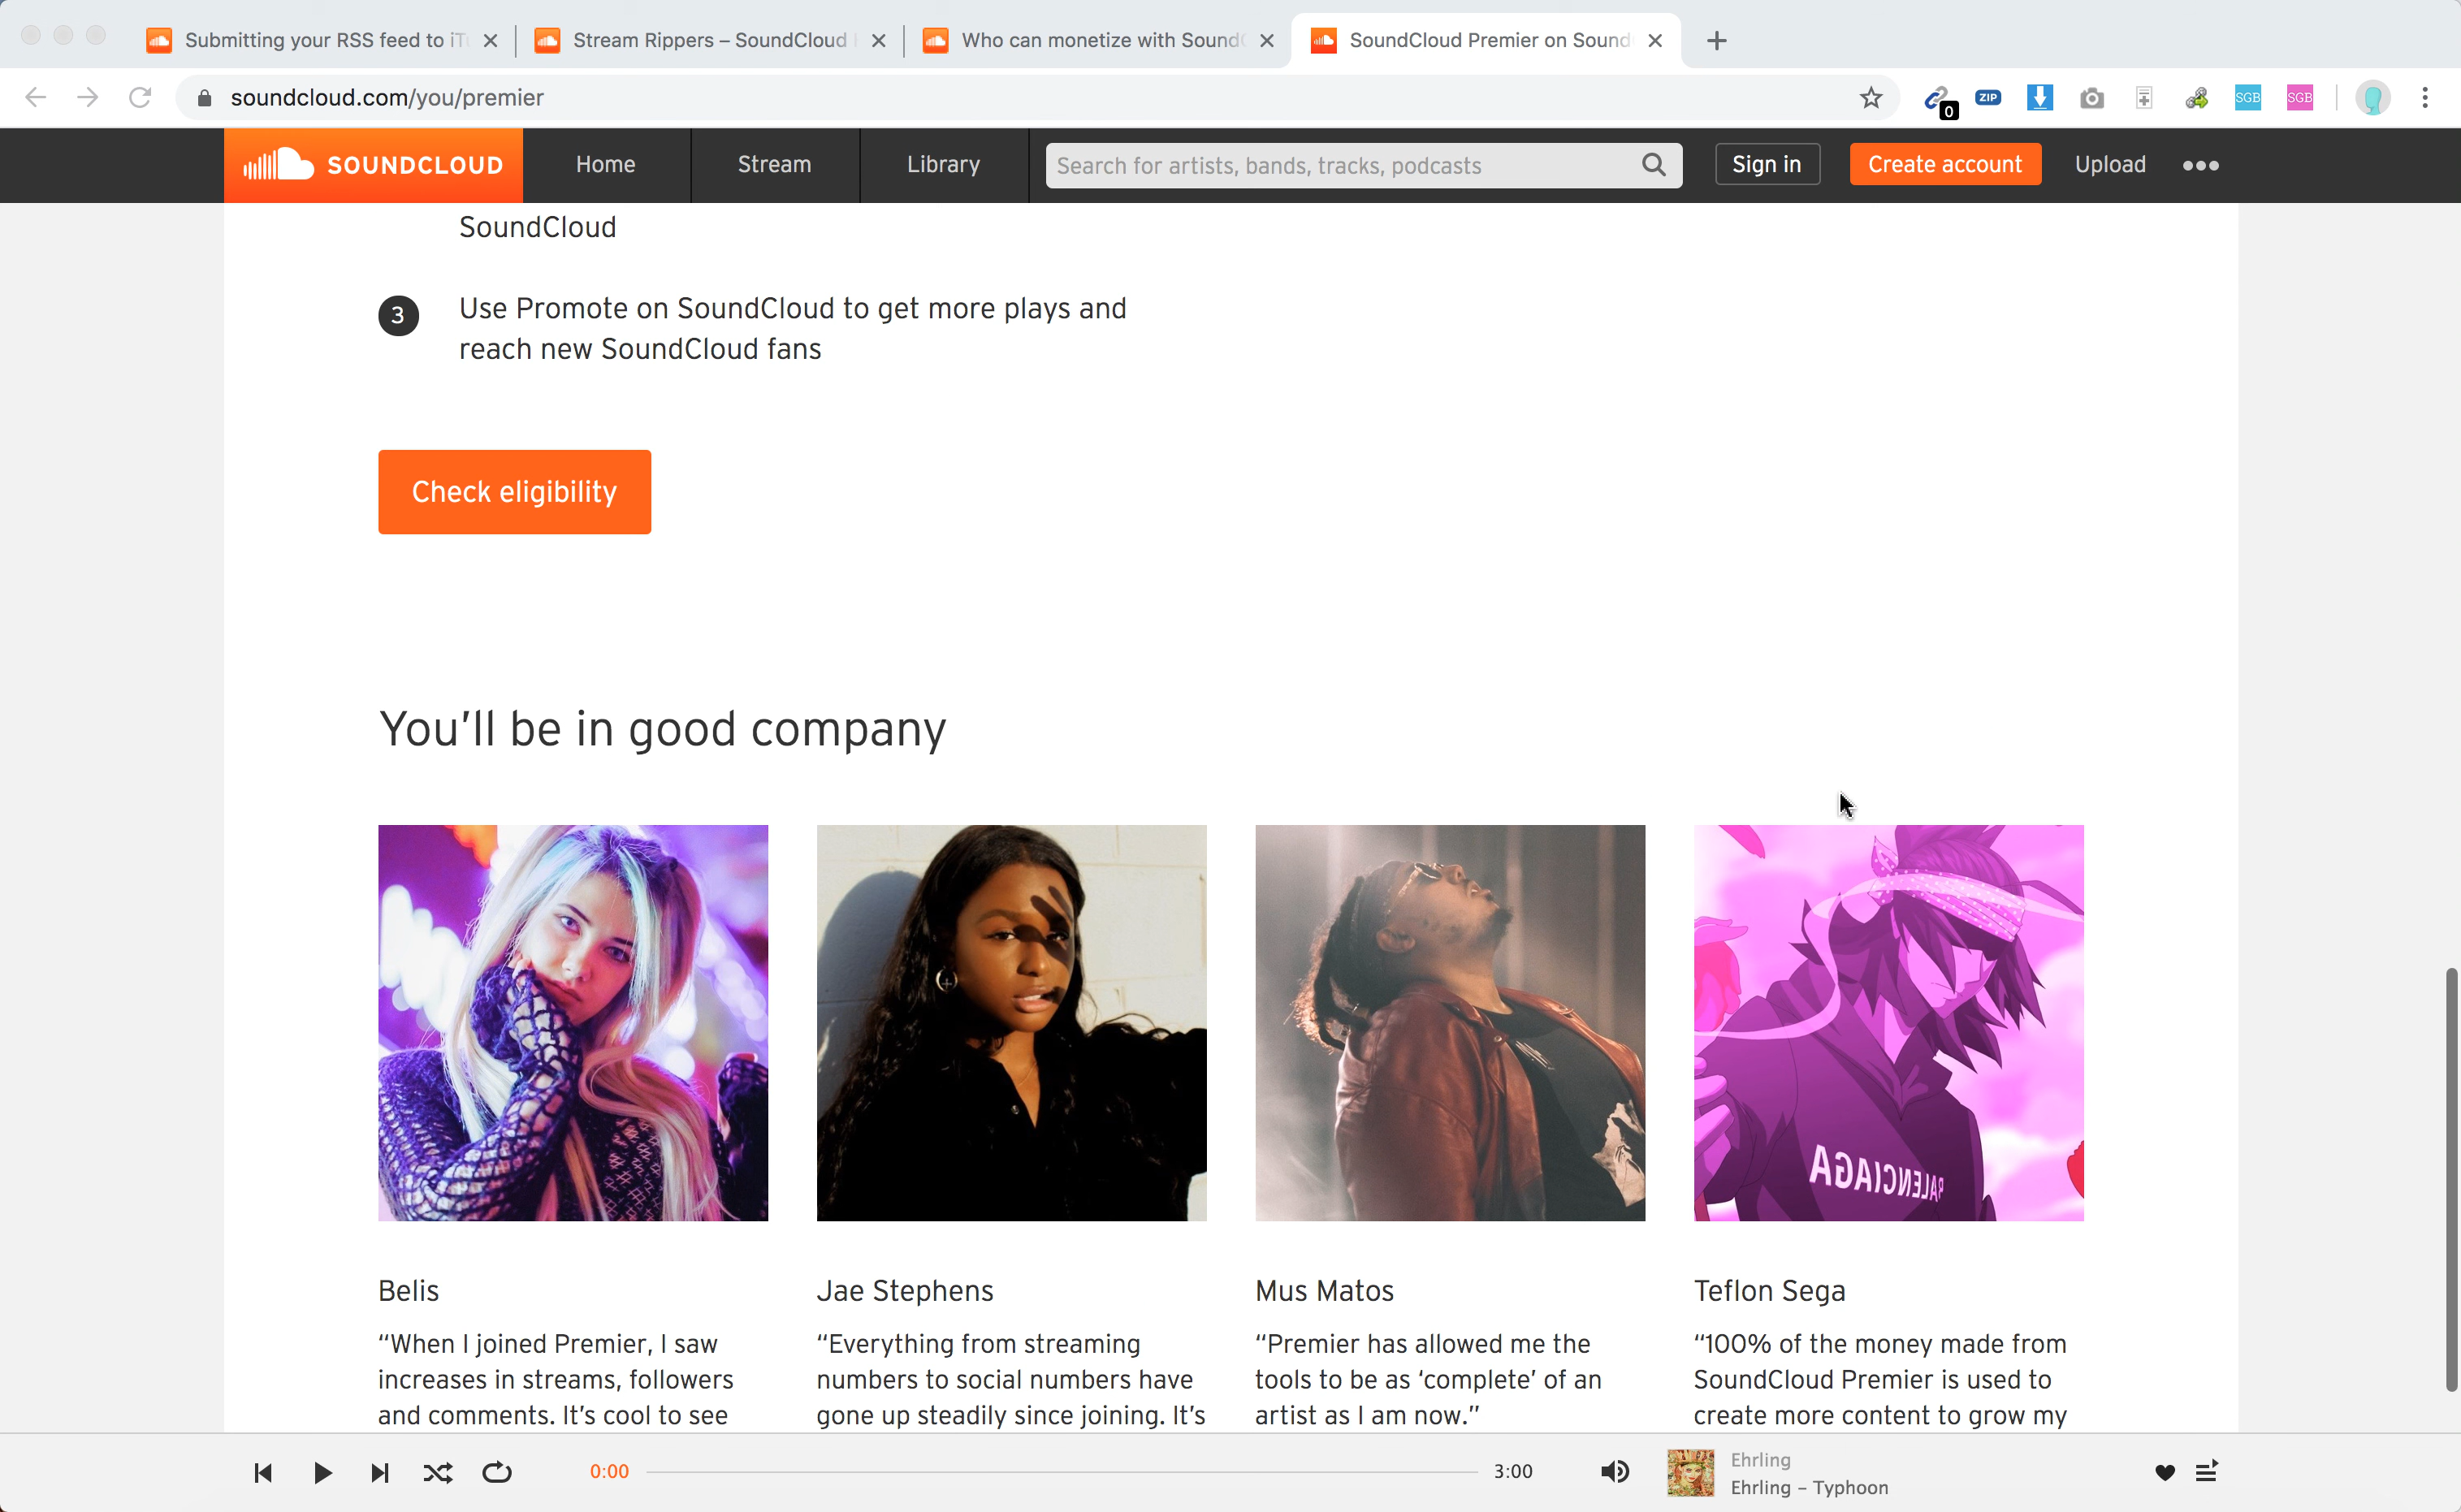 Submitting your RSS feed to iT
Stream Rippers – SoundCloud
Who can monetize with SoundC
SoundCloud Premier on Sound
soundcloud.com/you/premier
0
ZIP
SGB
SGB
SOUNDCLOUD
Home
Stream
Library
Search for artists, bands, tracks, podcasts
Sign in
Create account
Upload
SoundCloud
3
Use Promote on SoundCloud to get more plays and
reach new SoundCloud fans
Check eligibility
You’ll be in good company
BALENCIAGA
Belis
“When I joined Premier, I saw
increases in streams, followers
and comments. It’s cool to see
Jae Stephens
“Everything from streaming
numbers to social numbers have
gone up steadily since joining. It’s
Mus Matos
“Premier has allowed me the
tools to be as ‘complete’ of an
artist as I am now.”
Teflon Sega
“100% of the money made from
SoundCloud Premier is used to
create more content to grow my
0:00
3:00
Ehrling
Ehrling – Typhoon